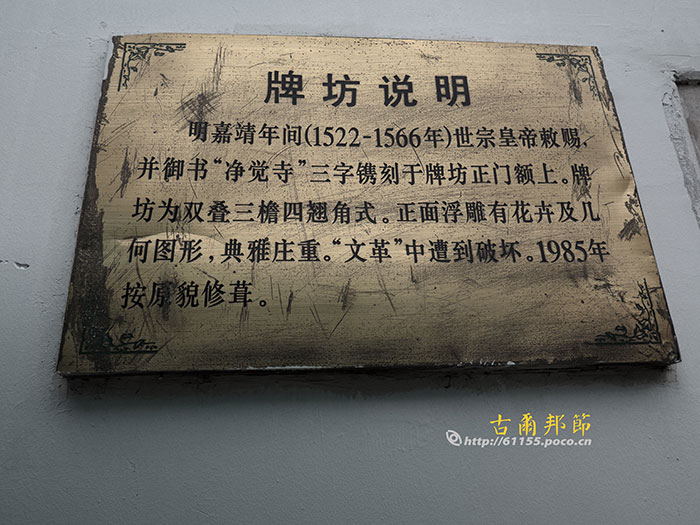 牌坊说明
明嘉靖年间(1522-1566年)世宗皇帝敕赐,
并御书“净觉寺”三字镌刻于牌坊正门额上。牌
坊为双叠三檐四翘角式。正面浮雕有花卉及几
何图形,典雅庄重。“文革”中遭到破坏。1985年
按原貌修葺。
古爾邦節
http://61155.poco.cn